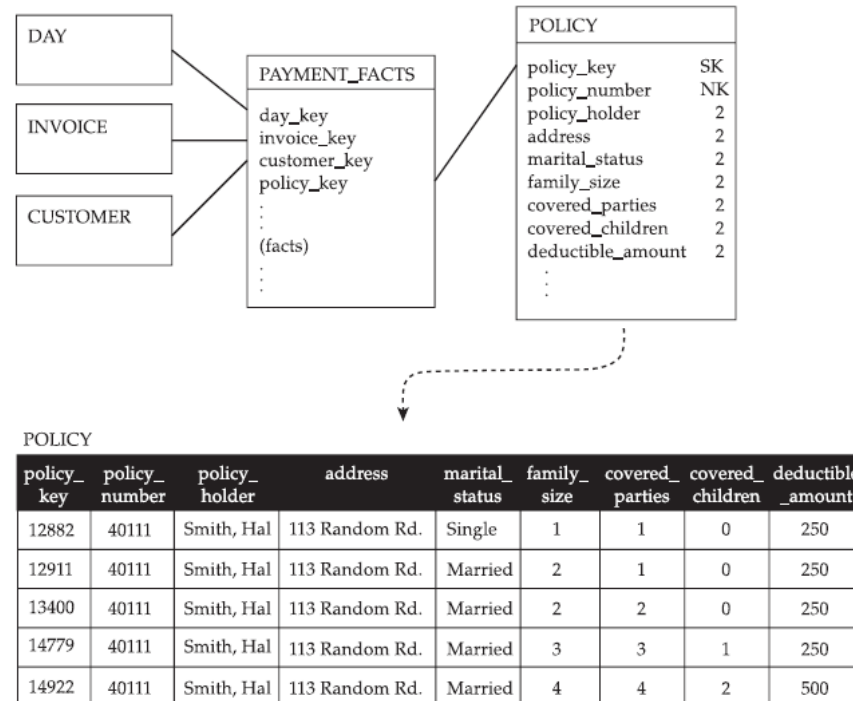 DAY
INVOICE
CUSTOMER
PAYMENT_FACTS
day_key
invoice_key
customer_key
policy_key
(facts)
POLICY
policy_key SK
policy_number NK
policy_holder 2
address 2
marital_status 2
family_size 2
covered_parties 2
covered_children 2
deductible_amount 2
POLICY
policy_ policy_ policy_ address marital_ family_ covered_ covered_ deductible
key number holder status size parties children _amount
12882 40111 Smith, Hal 113 Random Rd. Single 1 1 0 250
12911 40111 Smith, Hal 113 Random Rd. Married 2 1 0 250
13400 40111 Smith, Hal 113 Random Rd. Married 2 2 0 250
14779 40111 Smith, Hal 113 Random Rd. Married 3 3 1 250
14922 40111 Smith, Hal 113 Random Rd. Married 4 4 2 500